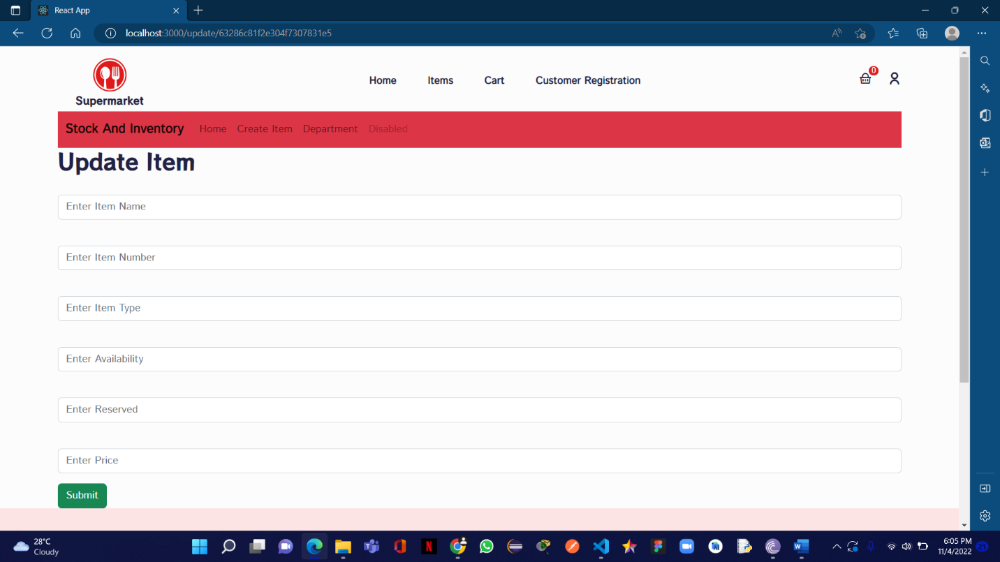 React App
localhost:3000/update/63286c81f2e304f7307831e5
Supermarket
Home
Items
Cart
Customer Registration
0
Stock And Inventory
Home
Create Item
Department
Disabled
Update Item
Enter Item Name
Enter Item Number
Enter Item Type
Enter Availability
Enter Reserved
Enter Price
Submit
28°C
Cloudy
6:05 PM
11/4/2022
21